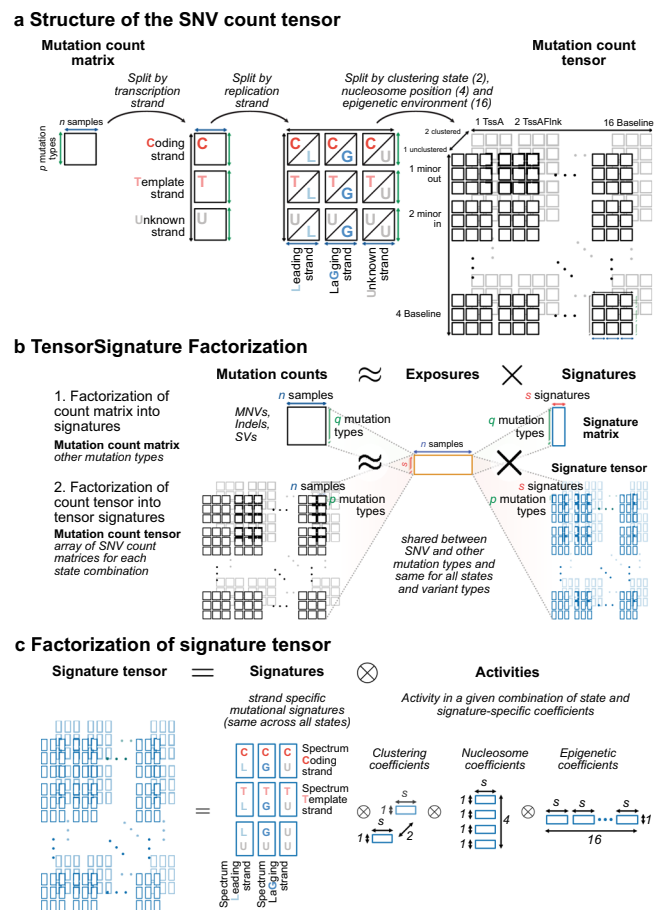 a Structure of the SNV count tensor
Mutation count
matrix
Split by
transcription
strand
Split by
replication
strand
Split by clustering state (2),
nucleosome position (4) and
epigenetic environment (16)
Mutation count
tensor
n samples
p mutation
types
Coding
strand
Template
strand
Unknown
strand
C
T
U
C L C G C U
T L T G T U
U L U G U U
Leading
strand
LaGging
strand
Unknown
strand
1 TssA 2 TssAFlnk 16 Baseline
2 clustered
1 unclustered
1 minor
out
2 minor
in
4 Baseline
b TensorSignature Factorization
Mutation counts ≈ Exposures × Signatures
1. Factorization of
count matrix into
signatures
Mutation count matrix
other mutation types
n samples
MNVs,
Indels,
SVs
q mutation
types
s signatures
q mutation
types
Signature
matrix
n samples
s
≈ ×
Signature tensor
2. Factorization of
count tensor into
tensor signatures
Mutation count tensor
array of SNV count
matrices for each
state combination
n samples
p mutation
types
s signatures
p mutation
types
shared between
SNV and other
mutation types and
same for all states
and variant types
c Factorization of signature tensor
Signature tensor = Signatures ⊗ Activities
strand specific
mutational signatures
(same across all states)
Activity in a given combination of state and
signature-specific coefficients
=
C C C
L G U
T T T
L G U
U U U
L G U
Spectrum
Coding
strand
Spectrum
Template
strand
Spectrum
Leading
strand
Spectrum
LaGging
strand
Clustering
coefficients
Nucleosome
coefficients
Epigenetic
coefficients
⊗ 1 s 1 s 2
⊗ s 1 1 1 1 4
⊗ s s ... s 1
16